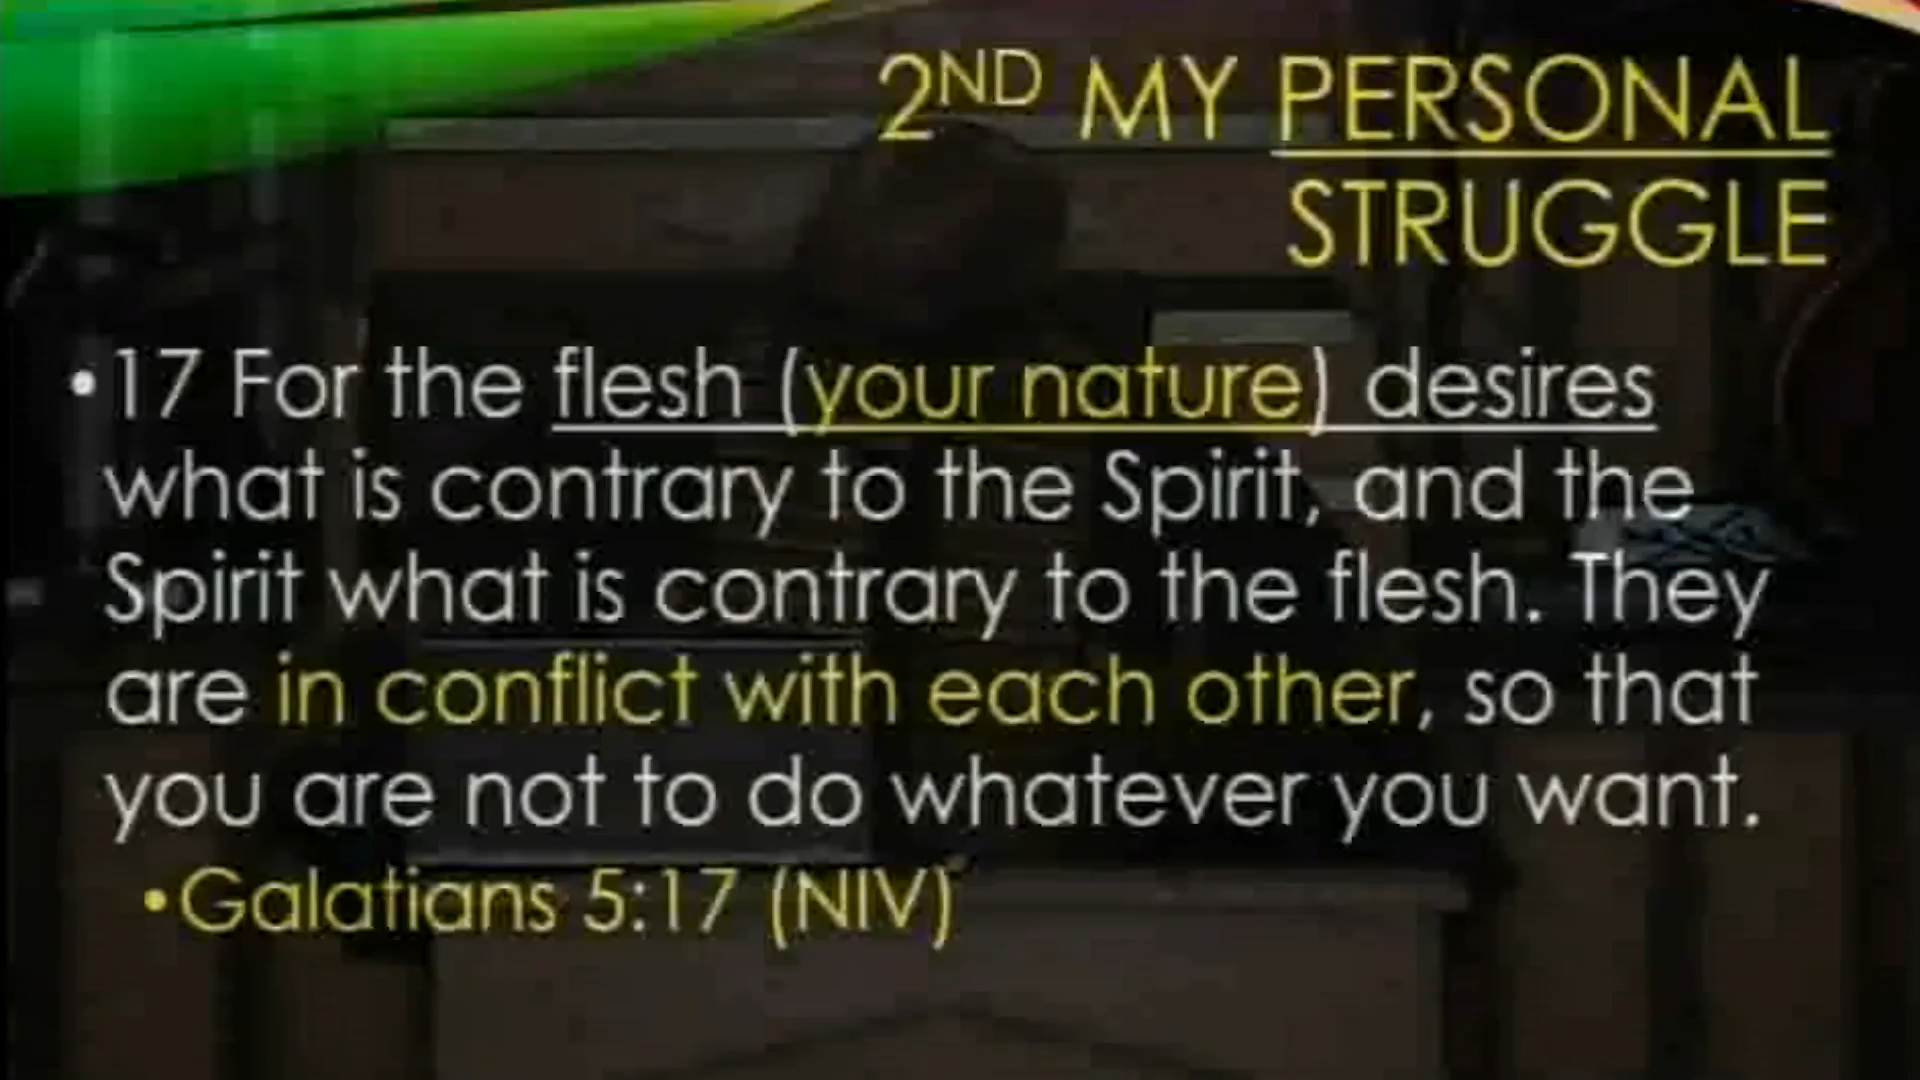 2ND MY PERSONAL
STRUGGLE
•17 For the flesh (your nature) desires
what is contrary to the Spirit, and the
Spirit what is contrary to the flesh. They
are in conflict with each other, so that
you are not to do whatever you want.
•Galatians 5:17 (NIV)